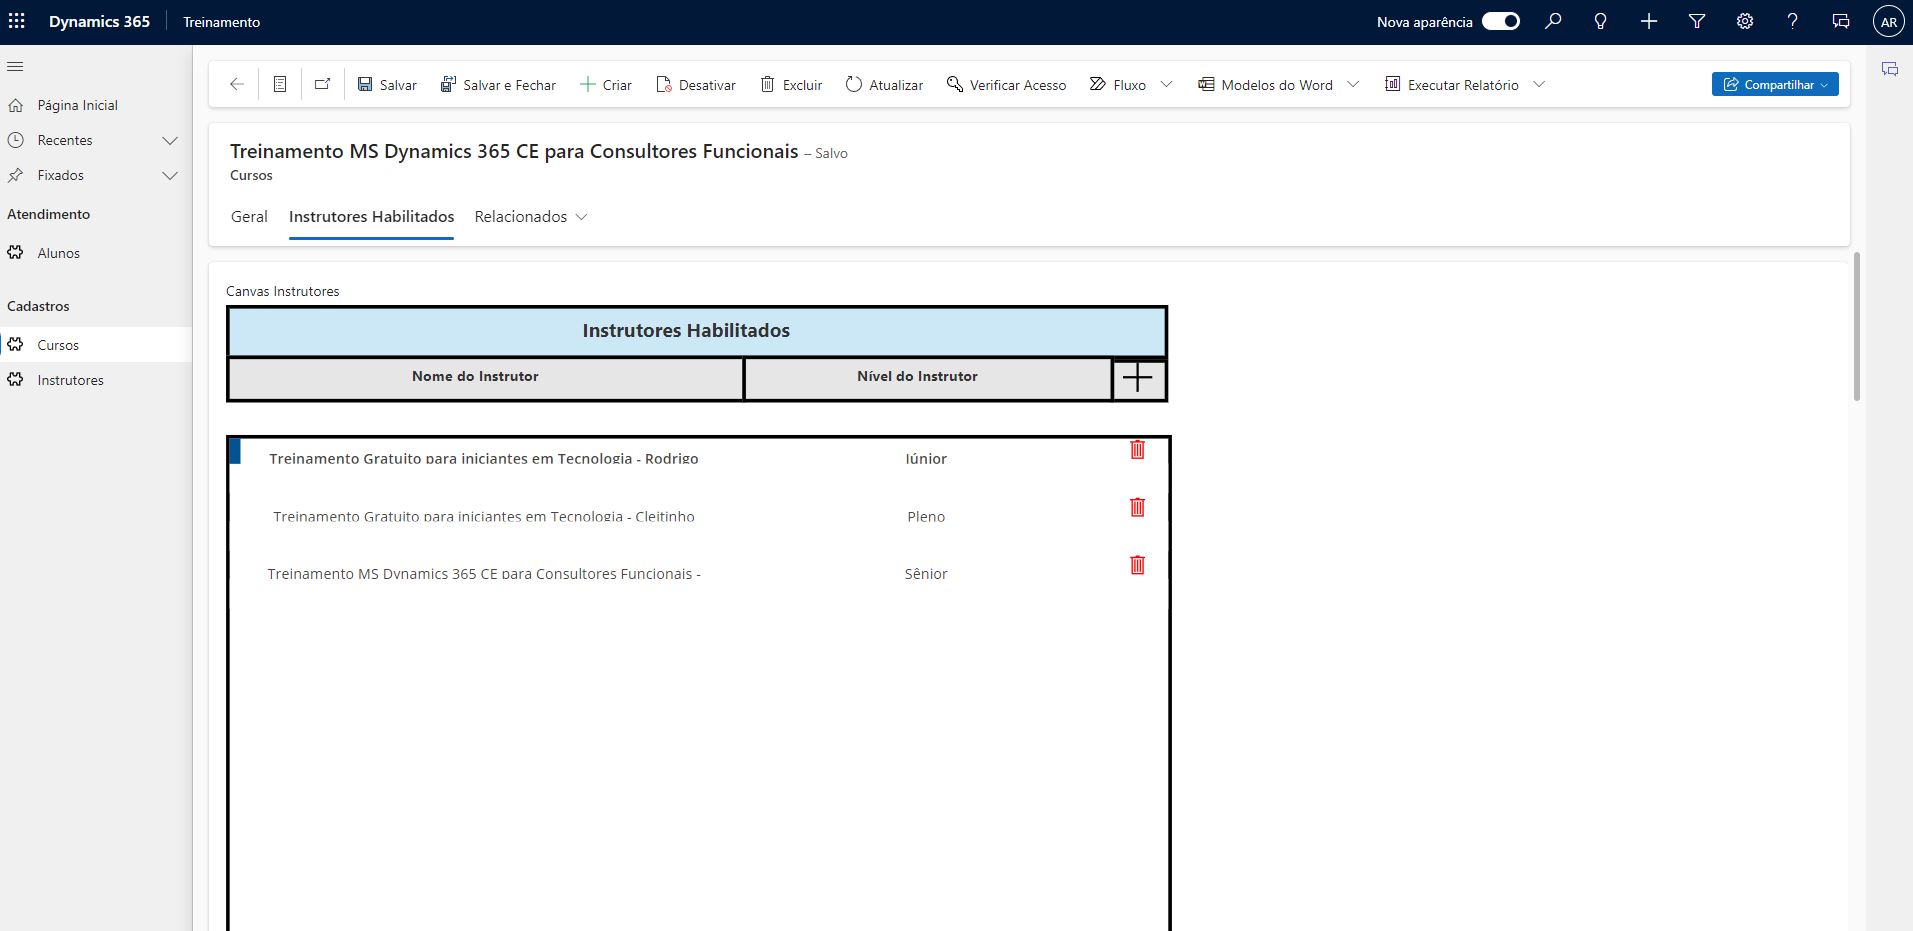 Dynamics 365 Treinamento Nova aparência AR
Salvar Salvar e Fechar Criar Desativar Excluir Atualizar Verificar Acesso Fluxo Modelos do Word Executar Relatório Compartilhar
Página Inicial
Recentes
Fixados
Atendimento
Alunos
Cadastros
Cursos
Instrutores
Treinamento MS Dynamics 365 CE para Consultores Funcionais – Salvo
Cursos
Geral Instrutores Habilitados Relacionados
Canvas Instrutores
Instrutores Habilitados
Nome do Instrutor Nível do Instrutor
Treinamento Gratuito para iniciantes em Tecnologia - Rodrigo Júnior
Treinamento Gratuito para iniciantes em Tecnologia - Cleitinho Pleno
Treinamento MS Dynamics 365 CE para Consultores Funcionais - Sênior